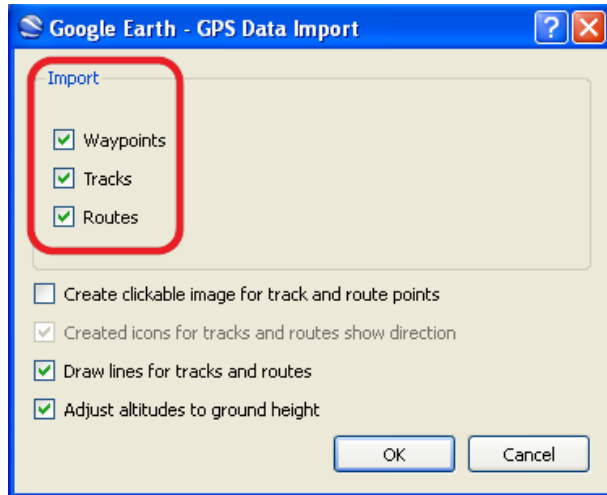 Google Earth - GPS Data Import
Import
Waypoints
Tracks
Routes
Create clickable image for track and route points
Created icons for tracks and routes show direction
Draw lines for tracks and routes
Adjust altitudes to ground height
OK Cancel